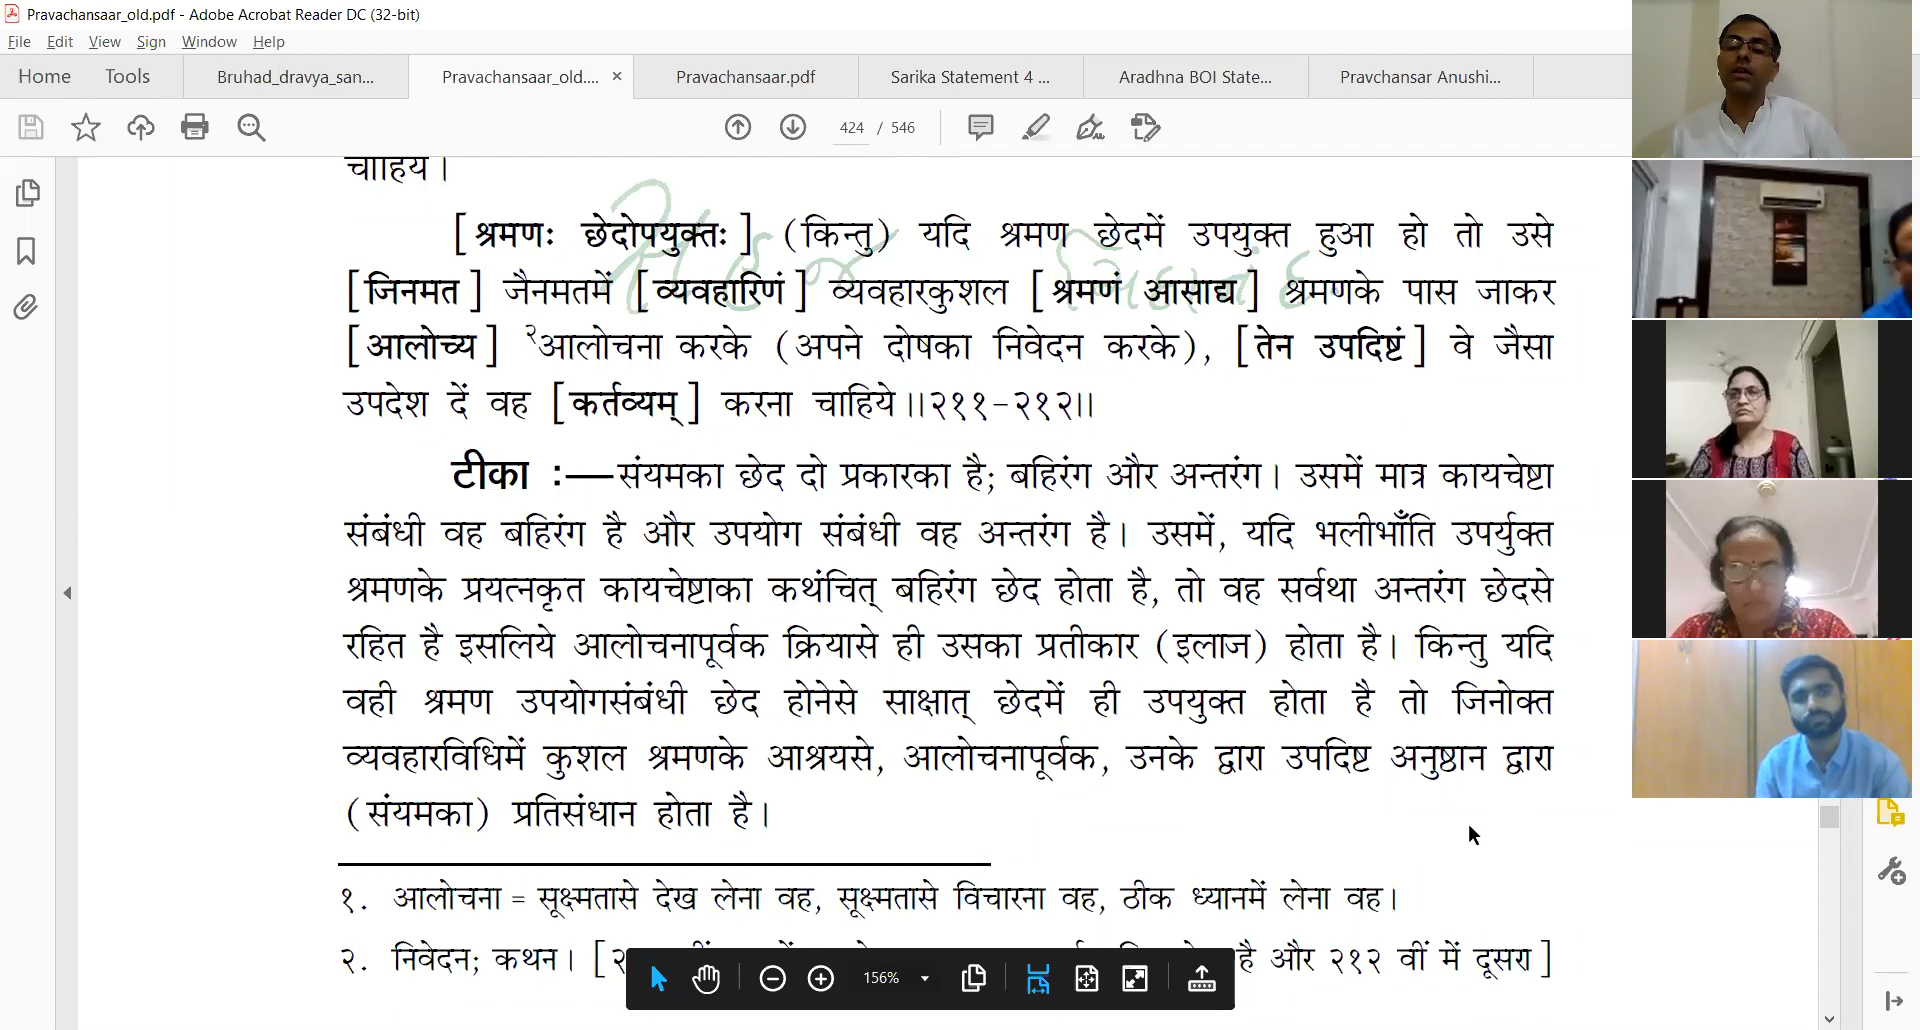 Pravachansaar_old.pdf - Adobe Acrobat Reader DC (32-bit)
File Edit View Sign Window Help
Home Tools Bruhad_dravya_san... Pravachansaar_old.... × Pravachansaar.pdf Sarika Statement 4 ... Aradhna BOI State... Pravchansar Anushi...
424 / 546
चाहिये ।
[श्रमणः छेदोपयुक्तः] (किन्तु) यदि श्रमण छेदमें उपयुक्त हुआ हो तो उसे
[जिनमत] जैनमतमें [व्यवहारिणं] व्यवहारकुशल [श्रमणं आसाद्य] श्रमणके पास जाकर
[आलोच्य] २आलोचना करके (अपने दोषका निवेदन करके), [तेन उपदिष्टं] वे जैसा
उपदेश दें वह [कर्तव्यम्] करना चाहिये ।।२११-२१२।।
टीका :—संयमका छेद दो प्रकारका है; बहिरंग और अन्तरंग । उसमें मात्र कायचेष्टा
संबंधी वह बहिरंग है और उपयोग संबंधी वह अन्तरंग है । उसमें, यदि भलीभाँति उपर्युक्त
श्रमणके प्रयत्नकृत कायचेष्टाका कथंचित् बहिरंग छेद होता है, तो वह सर्वथा अन्तरंग छेदसे
रहित है इसलिये आलोचनापूर्वक क्रियासे ही उसका प्रतीकार (इलाज) होता है । किन्तु यदि
वही श्रमण उपयोगसंबंधी छेद होनेसे साक्षात् छेदमें ही उपयुक्त होता है तो जिनोक्त
व्यवहारविधिमें कुशल श्रमणके आश्रयसे, आलोचनापूर्वक, उनके द्वारा उपदिष्ट अनुष्ठान द्वारा
(संयमका) प्रतिसंधान होता है ।
१. आलोचना = सूक्ष्मतासे देख लेना वह, सूक्ष्मतासे विचारना वह, ठीक ध्यानमें लेना वह ।
२. निवेदन; कथन । [२ है और २१२ वीं में दूसरा]
156%